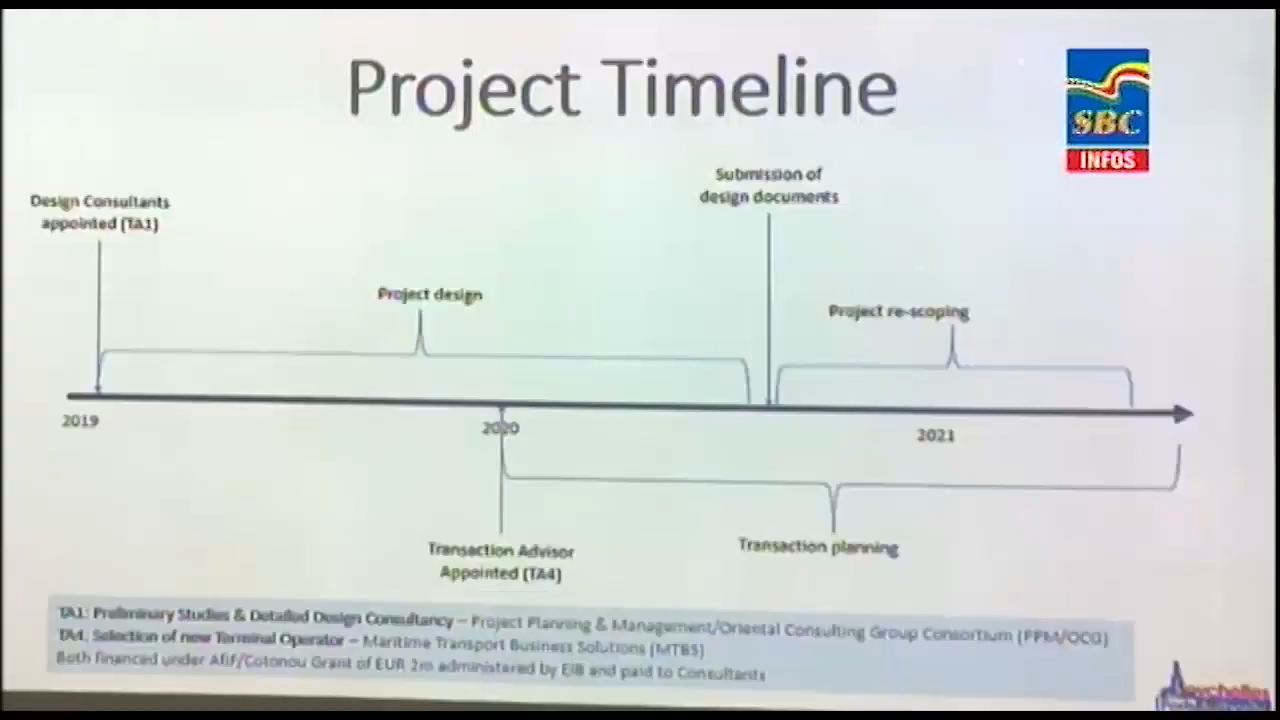 Project Timeline
SBC
INFOS
Submission of
design documents
Design Consultants
appointed (TA1)
Project design
Project re-scoping
2019
2020
2021
Transaction Advisor
Appointed (TA4)
Transaction planning
TA1: Preliminary Studies & Detailed Design Consultancy – Project Planning & Management/Oriental Consulting Group Consortium (PPM/OCG)
TA4: Selection of new Terminal Operator – Maritime Transport Business Solutions (MTBS)
Both financed under Afif/Cotonou Grant of EUR 2m administered by EIB and paid to Consultants
Seychelles